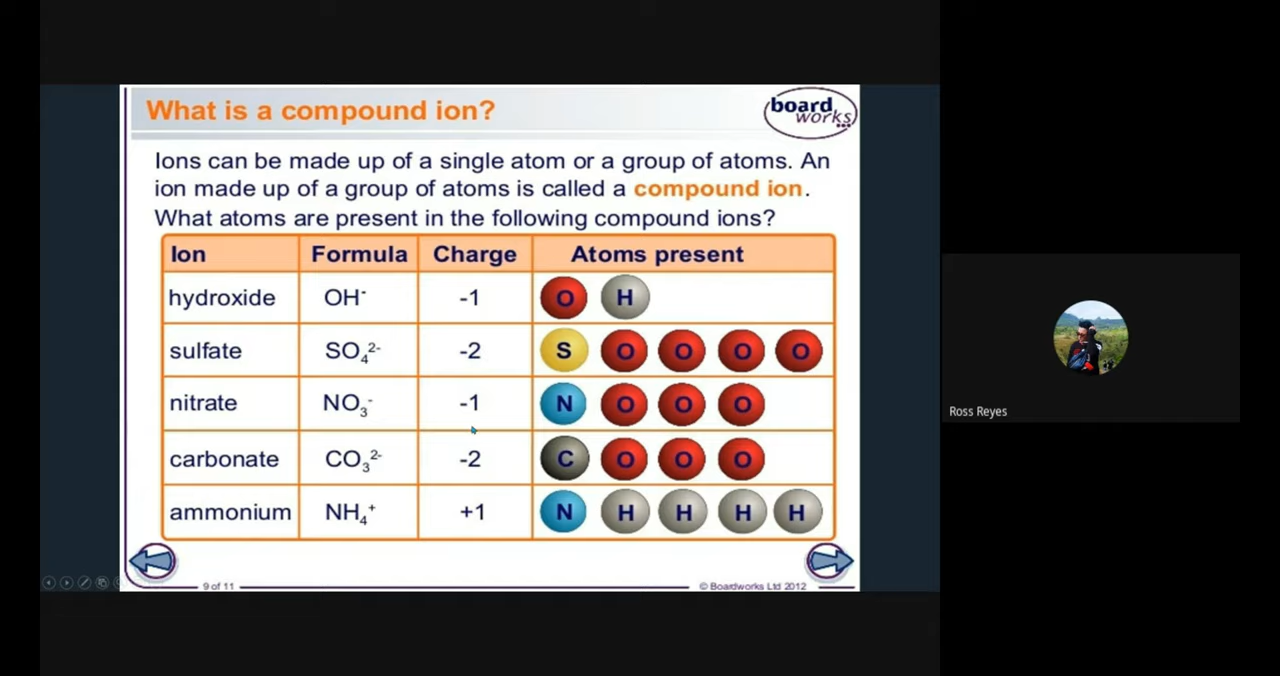 What is a compound ion?
board
works
Ions can be made up of a single atom or a group of atoms. An
ion made up of a group of atoms is called a compound ion.
What atoms are present in the following compound ions?
Ion Formula Charge Atoms present
hydroxide OH⁻ -1 O H
sulfate SO₄²⁻ -2 S O O O O
nitrate NO₃⁻ -1 N O O O
carbonate CO₃²⁻ -2 C O O O
ammonium NH₄⁺ +1 N H H H H
9 of 11
© Boardworks Ltd 2012
Ross Reyes